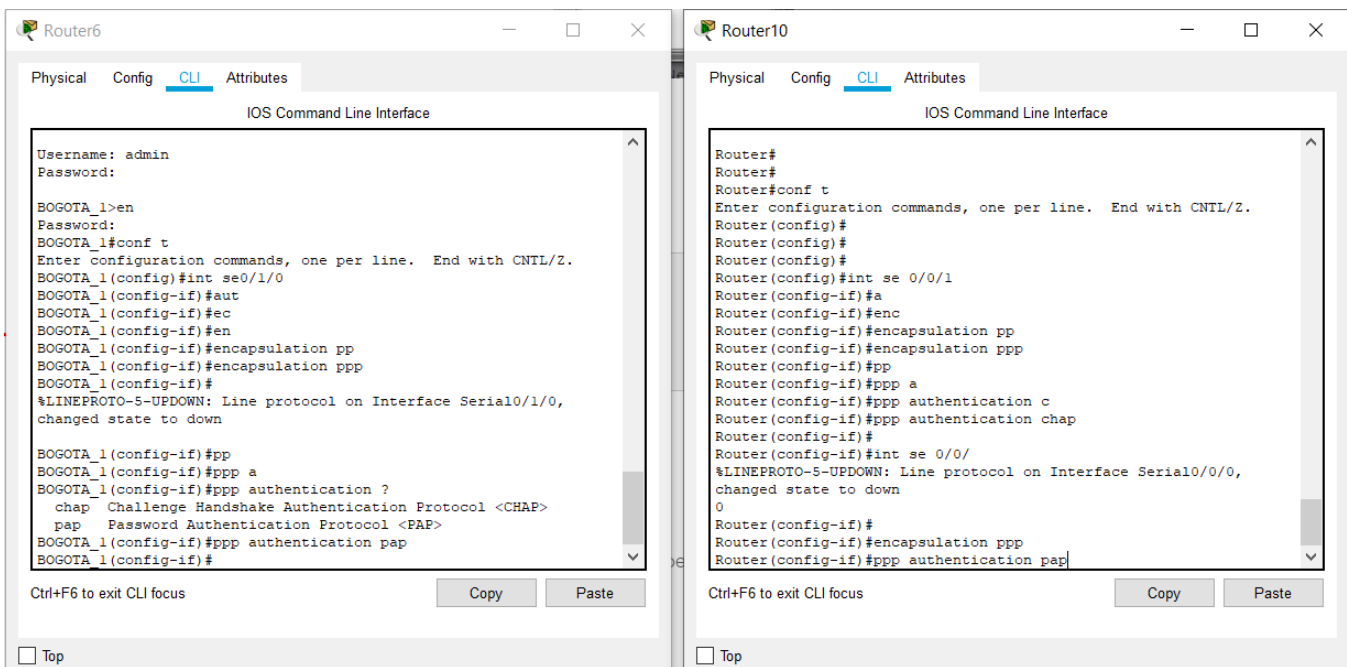 Router6
Physical Config CLI Attributes
IOS Command Line Interface
Username: admin
Password:
BOGOTA_1>en
Password:
BOGOTA_1#conf t
Enter configuration commands, one per line. End with CNTL/Z.
BOGOTA_1(config)#int se0/1/0
BOGOTA_1(config-if)#aut
BOGOTA_1(config-if)#ec
BOGOTA_1(config-if)#en
BOGOTA_1(config-if)#encapsulation pp
BOGOTA_1(config-if)#encapsulation ppp
BOGOTA_1(config-if)#
%LINEPROTO-5-UPDOWN: Line protocol on Interface Serial0/1/0,
changed state to down
BOGOTA_1(config-if)#pp
BOGOTA_1(config-if)#ppp a
BOGOTA_1(config-if)#ppp authentication ?
chap Challenge Handshake Authentication Protocol <CHAP>
pap Password Authentication Protocol <PAP>
BOGOTA_1(config-if)#ppp authentication pap
BOGOTA_1(config-if)#
Ctrl+F6 to exit CLI focus
Copy Paste
Top
Router10
Physical Config CLI Attributes
IOS Command Line Interface
Router#
Router#
Router#conf t
Enter configuration commands, one per line. End with CNTL/Z.
Router(config)#
Router(config)#
Router(config)#
Router(config)#int se 0/0/1
Router(config-if)#a
Router(config-if)#enc
Router(config-if)#encapsulation pp
Router(config-if)#encapsulation ppp
Router(config-if)#pp
Router(config-if)#ppp a
Router(config-if)#ppp authentication c
Router(config-if)#ppp authentication chap
Router(config-if)#
Router(config-if)#int se 0/0/
%LINEPROTO-5-UPDOWN: Line protocol on Interface Serial0/0/0,
changed state to down
0
Router(config-if)#
Router(config-if)#encapsulation ppp
Router(config-if)#ppp authentication pap
Ctrl+F6 to exit CLI focus
Copy Paste
Top